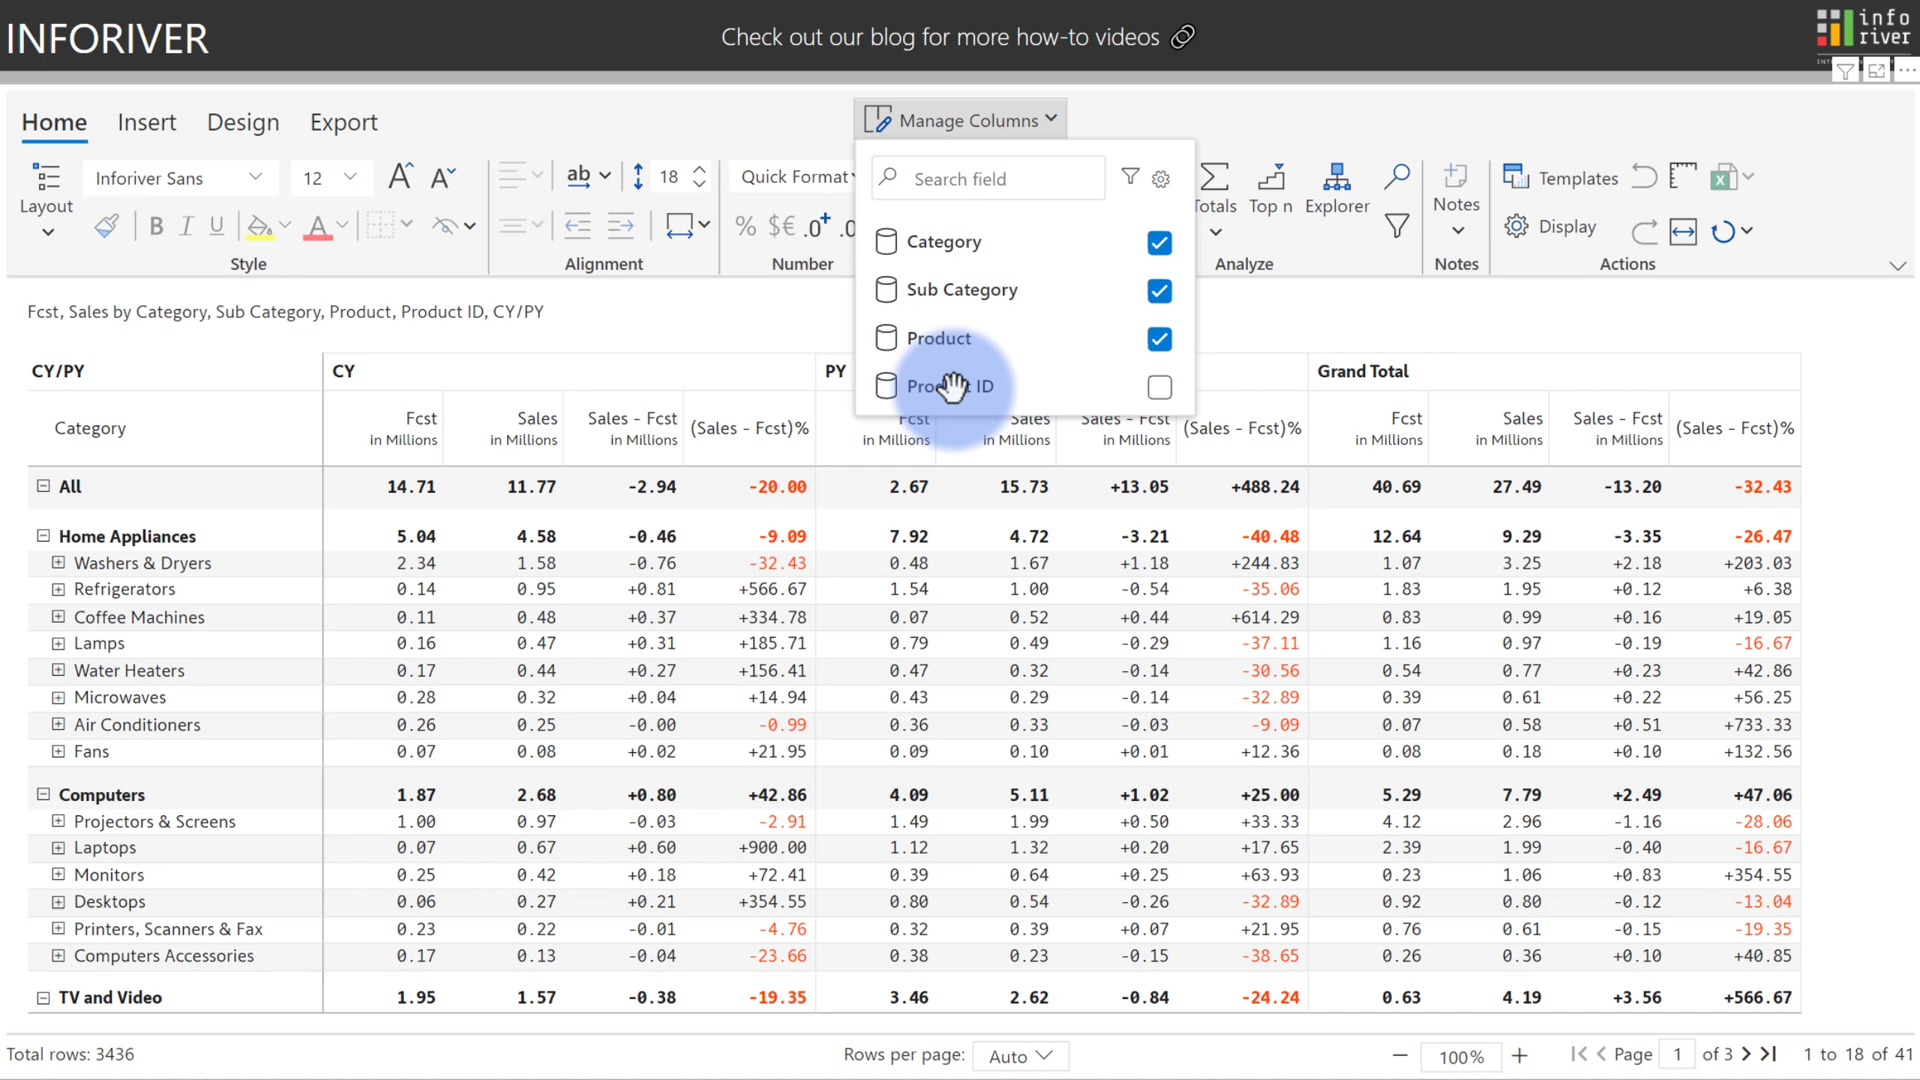 INFORIVER
Check out our blog for more how-to videos
info
river
Home Insert Design Export
Manage Columns
Layout
Inforiver Sans
12
A A
ab
18
Quick Format
Search field
Totals
Top n
Explorer
Notes
Templates
B I U A
% $€ .0 .0
Display
Style
Alignment
Number
Analyze
Notes
Actions
Category
Sub Category
Product
Product ID
Fcst, Sales by Category, Sub Category, Product, Product ID, CY/PY
CY/PY CY PY Grand Total
Category Fcst Sales Sales - Fcst (Sales - Fcst)% Fcst Sales Sales - Fcst (Sales - Fcst)% Fcst Sales Sales - Fcst (Sales - Fcst)%
in Millions in Millions in Millions in Millions in Millions in Millions in Millions in Millions in Millions
All 14.71 11.77 -2.94 -20.00 2.67 15.73 +13.05 +488.24 40.69 27.49 -13.20 -32.43
Home Appliances 5.04 4.58 -0.46 -9.09 7.92 4.72 -3.21 -40.48 12.64 9.29 -3.35 -26.47
Washers & Dryers 2.34 1.58 -0.76 -32.43 0.48 1.67 +1.18 +244.83 1.07 3.25 +2.18 +203.03
Refrigerators 0.14 0.95 +0.81 +566.67 1.54 1.00 -0.54 -35.06 1.83 1.95 +0.12 +6.38
Coffee Machines 0.11 0.48 +0.37 +334.78 0.07 0.52 +0.44 +614.29 0.83 0.99 +0.16 +19.05
Lamps 0.16 0.47 +0.31 +185.71 0.79 0.49 -0.29 -37.11 1.16 0.97 -0.19 -16.67
Water Heaters 0.17 0.44 +0.27 +156.41 0.47 0.32 -0.14 -30.56 0.54 0.77 +0.23 +42.86
Microwaves 0.28 0.32 +0.04 +14.94 0.43 0.29 -0.14 -32.89 0.39 0.61 +0.22 +56.25
Air Conditioners 0.26 0.25 -0.00 -0.99 0.36 0.33 -0.03 -9.09 0.07 0.58 +0.51 +733.33
Fans 0.07 0.08 +0.02 +21.95 0.09 0.10 +0.01 +12.36 0.08 0.18 +0.10 +132.56
Computers 1.87 2.68 +0.80 +42.86 4.09 5.11 +1.02 +25.00 5.29 7.79 +2.49 +47.06
Projectors & Screens 1.00 0.97 -0.03 -2.91 1.49 1.99 +0.50 +33.33 4.12 2.96 -1.16 -28.06
Laptops 0.07 0.67 +0.60 +900.00 1.12 1.32 +0.20 +17.65 2.39 1.99 -0.40 -16.67
Monitors 0.25 0.42 +0.18 +72.41 0.39 0.64 +0.25 +63.93 0.23 1.06 +0.83 +354.55
Desktops 0.06 0.27 +0.21 +354.55 0.80 0.54 -0.26 -32.89 0.92 0.80 -0.12 -13.04
Printers, Scanners & Fax 0.23 0.22 -0.01 -4.76 0.32 0.39 +0.07 +21.95 0.76 0.61 -0.15 -19.35
Computers Accessories 0.17 0.13 -0.04 -23.66 0.38 0.23 -0.15 -38.65 0.26 0.36 +0.10 +40.85
TV and Video 1.95 1.57 -0.38 -19.35 3.46 2.62 -0.84 -24.24 0.63 4.19 +3.56 +566.67
Total rows: 3436
Rows per page: Auto
100%
Page 1 of 3
1 to 18 of 41